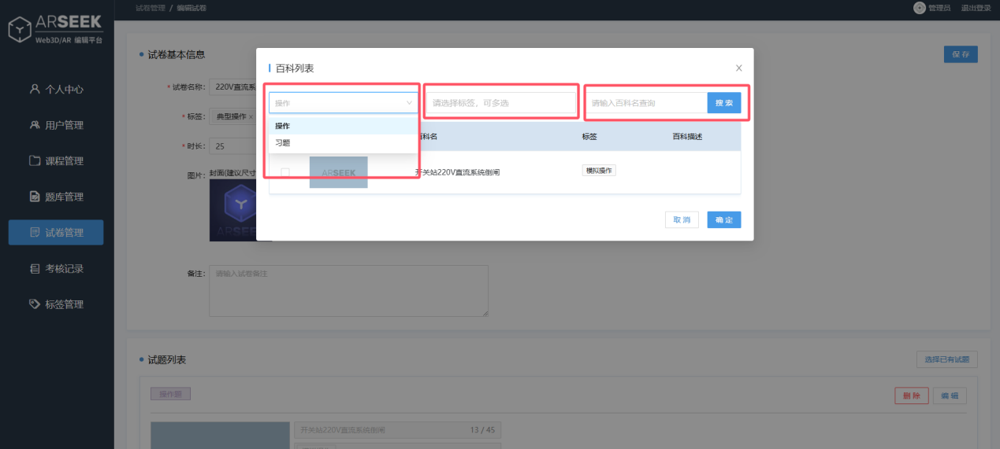 试卷管理 / 编辑试卷
管理员 退出登录
ARSEEK
Web3D/AR 编辑平台
个人中心
用户管理
课程管理
题库管理
试卷管理
考核记录
标签管理
试卷基本信息
保 存
* 试卷名称: 220V直流系
* 标签: 典型操作 ×
* 时长: 25
图片: 封面(建议尺寸
ARSEE
备注: 请输入试卷备注
百科列表
操作
请选择标签，可多选
请输入百科名查询
搜 索
操作
习题
百科名 标签 百科描述
ARSEEK
开关站220V直流系统倒闸
模拟操作
取 消
确 定
试题列表
选择已有试题
操作题
删 除
编 辑
开关站220V直流系统倒闸
13 / 45